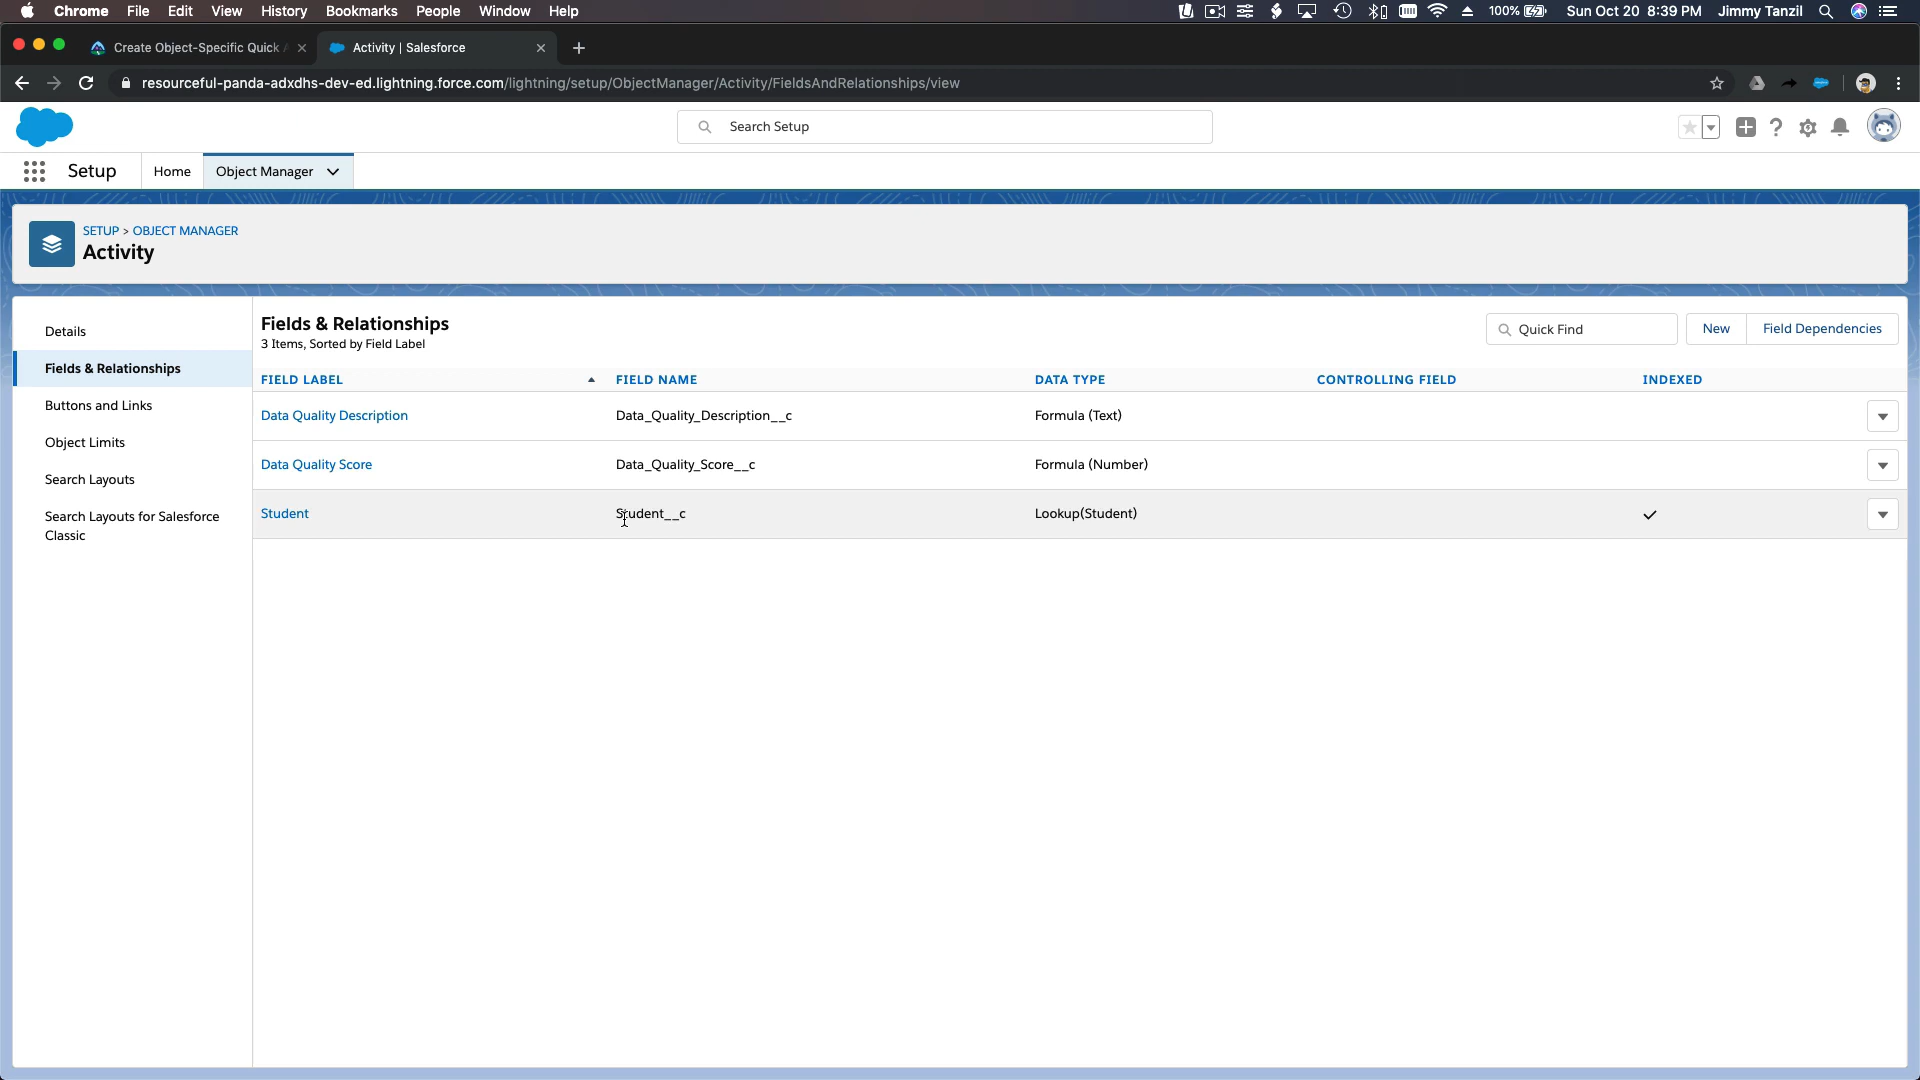 Chrome File Edit View History Bookmarks People Window Help 100% Sun Oct 20 8:39 PM Jimmy Tanzil
Create Object-Specific Quick Activity | Salesforce
resourceful-panda-adxdhs-dev-ed.lightning.force.com/lightning/setup/ObjectManager/Activity/FieldsAndRelationships/view
Search Setup
Setup Home Object Manager
SETUP > OBJECT MANAGER
Activity
Details
Fields & Relationships
Buttons and Links
Object Limits
Search Layouts
Search Layouts for Salesforce
Classic
Fields & Relationships
3 Items, Sorted by Field Label
Quick Find New Field Dependencies
FIELD LABEL FIELD NAME DATA TYPE CONTROLLING FIELD INDEXED
Data Quality Description Data_Quality_Description__c Formula (Text)
Data Quality Score Data_Quality_Score__c Formula (Number)
Student Student__c Lookup(Student)